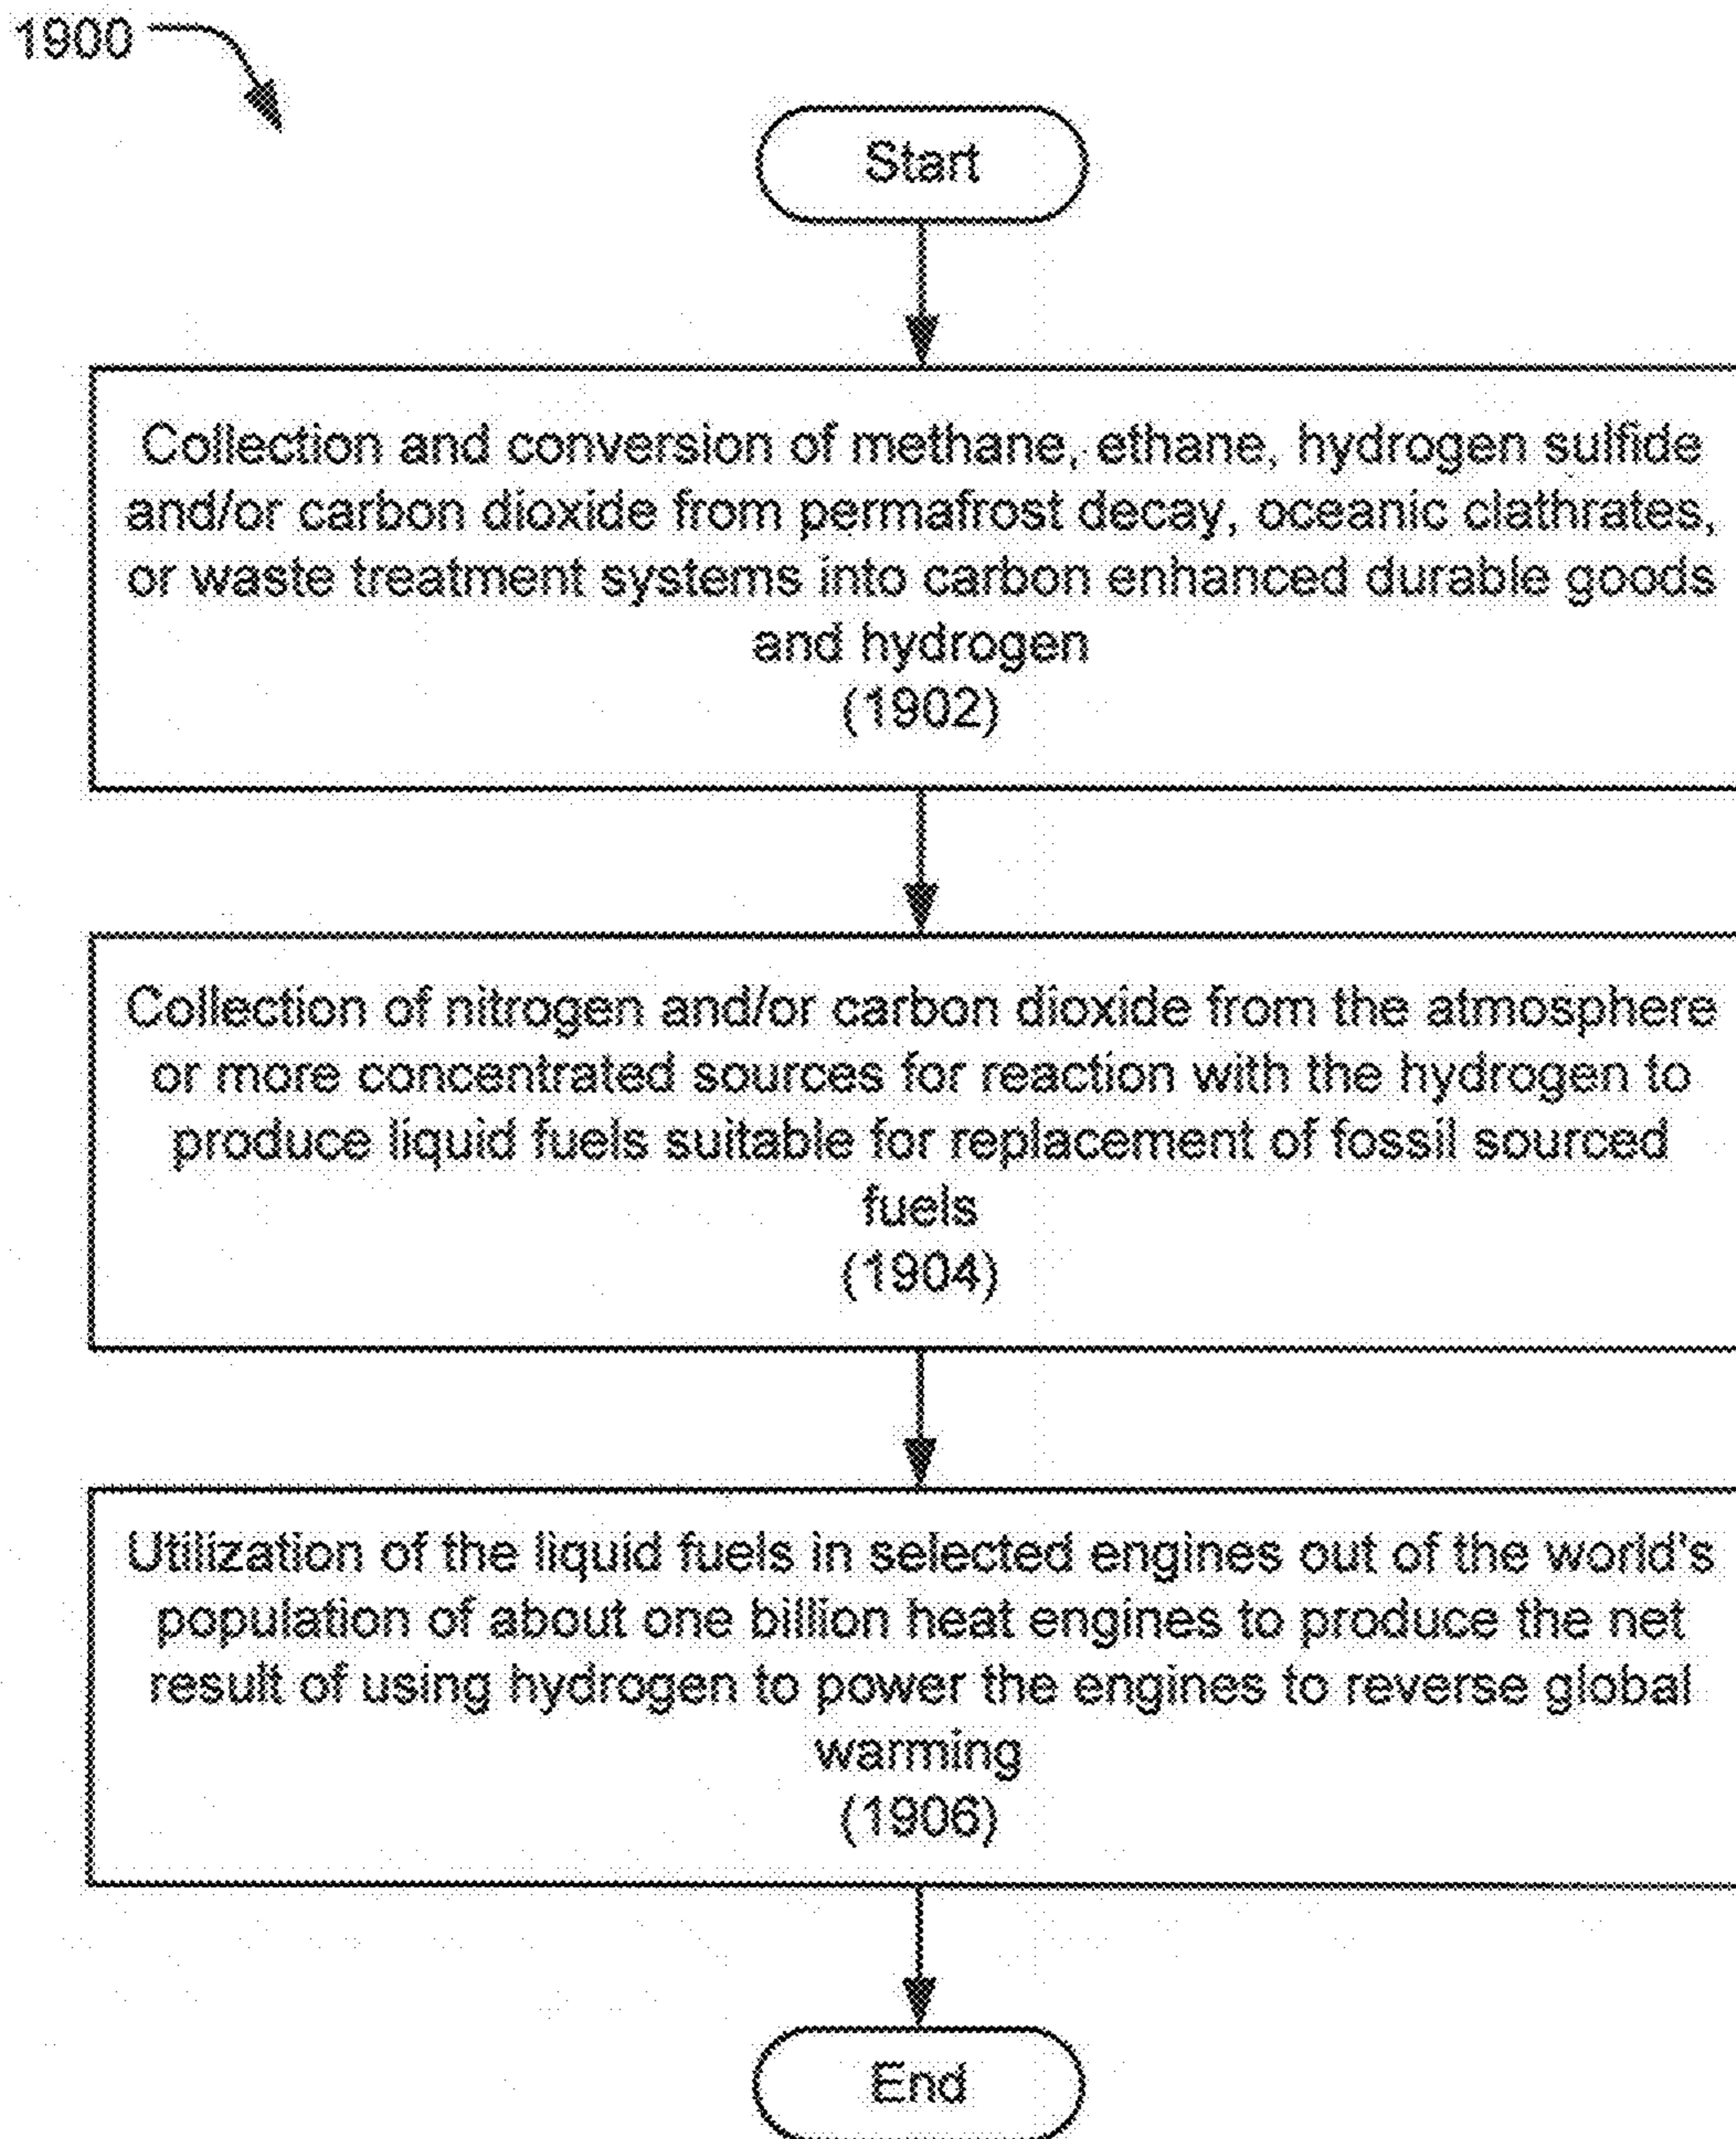 1900
Start
Collection and conversion of methane, ethane, hydrogen sulfide
and/or carbon dioxide from permafrost decay, oceanic clathrates,
or waste treatment systems into carbon enhanced durable goods
and hydrogen
(1902)
Collection of nitrogen and/or carbon dioxide from the atmosphere
or more concentrated sources for reaction with the hydrogen to
produce liquid fuels suitable for replacement of fossil sourced
fuels
(1904)
Utilization of the liquid fuels in selected engines out of the world's
population of about one billion heat engines to produce the net
result of using hydrogen to power the engines to reverse global
warming
(1906)
End